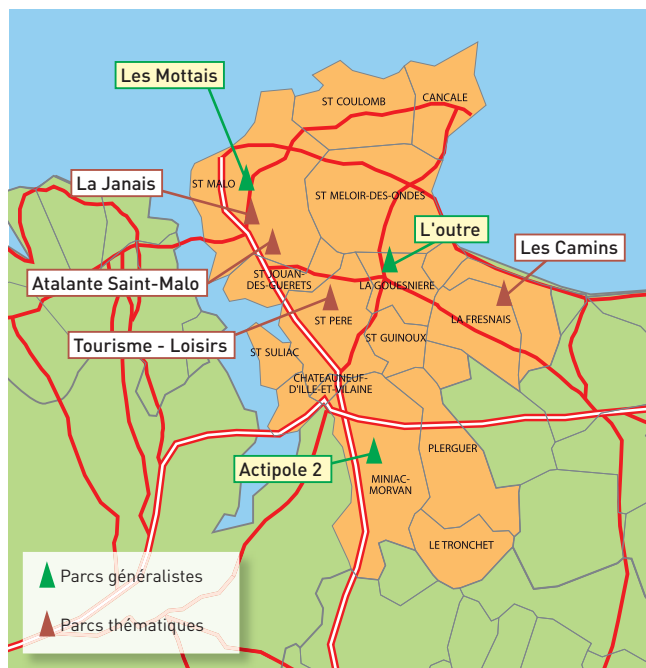 Les Mottais
ST COULOMB
CANCALE
La Janais
ST MALO
ST MELOIR-DES-ONDES
L'outre
Les Camins
Atalante Saint-Malo
ST JOUAN-
DES-GUERETS
LA GOUESNIERE
ST PERE
LA FRESNAIS
Tourisme - Loisirs
ST SULIAC
ST GUINOUX
CHATEAUNEUF-
D'ILLE-ET-VILAINE
PLERGUER
Actipole 2
MINIAC-
MORVAN
LE TRONCHET
Parcs généralistes
Parcs thématiques